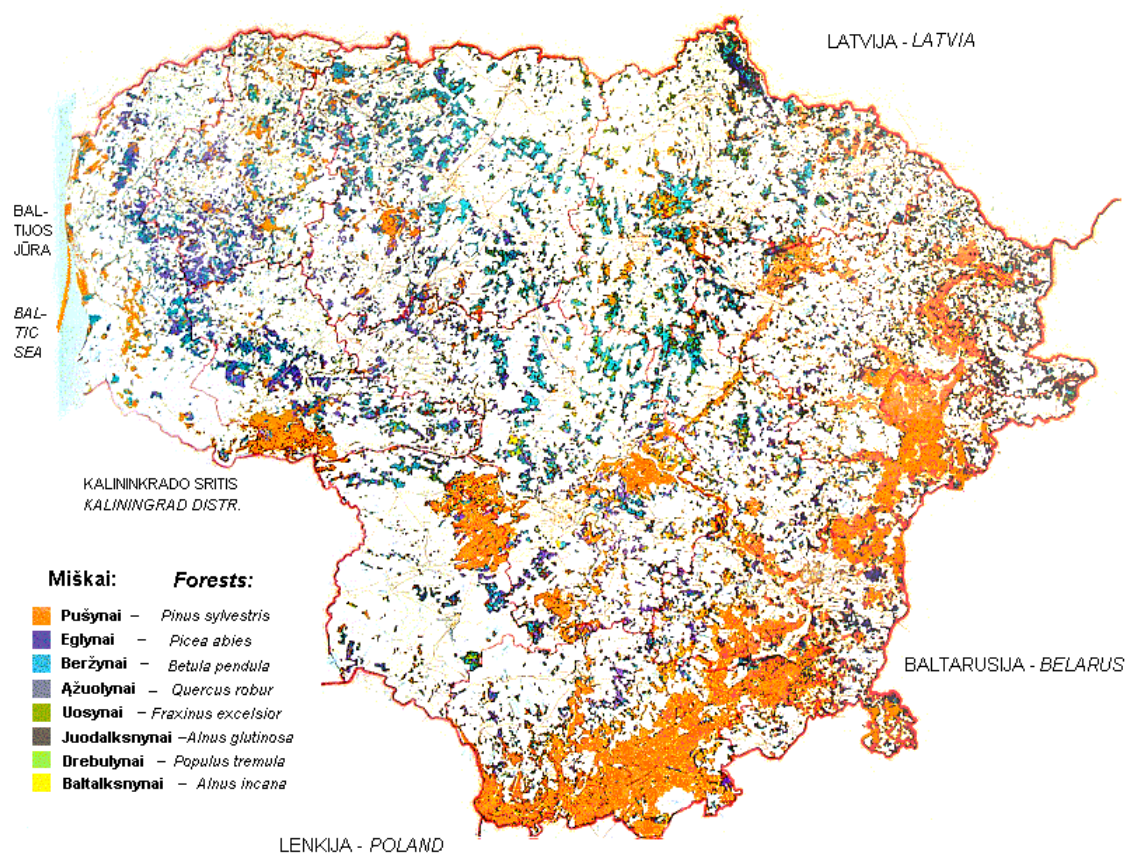 LATVIJA - LATVIA
BAL-
TIJOS
JŪRA
BAL-
TIC
SEA
KALININKRADO SRITIS
KALININGRAD DISTR.
Miškai: Forests:
Pušynai – Pinus sylvestris
Eglynai – Picea abies
Beržynai – Betula pendula
Ąžuolynai – Quercus robur
Uosynai – Fraxinus excelsior
Juodalksnynai – Alnus glutinosa
Drebulynai – Populus tremula
Baltalksnynai – Alnus incana
BALTARUSIJA - BELARUS
LENKIJA - POLAND